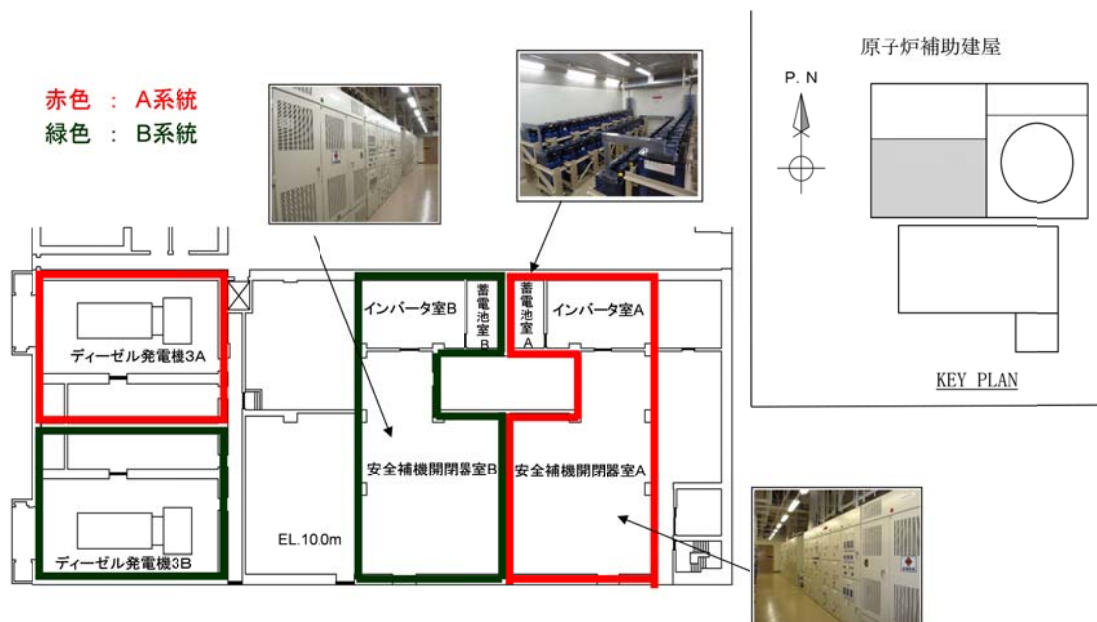 赤色 : A系統
緑色 : B系統
原子炉補助建屋
P. N
KEY PLAN
ディーゼル発電機3A
ディーゼル発電機3B
インバータ室B
蓄電池室B
蓄電池室A
インバータ室A
安全補機開閉器室B
安全補機開閉器室A
EL.10.0m